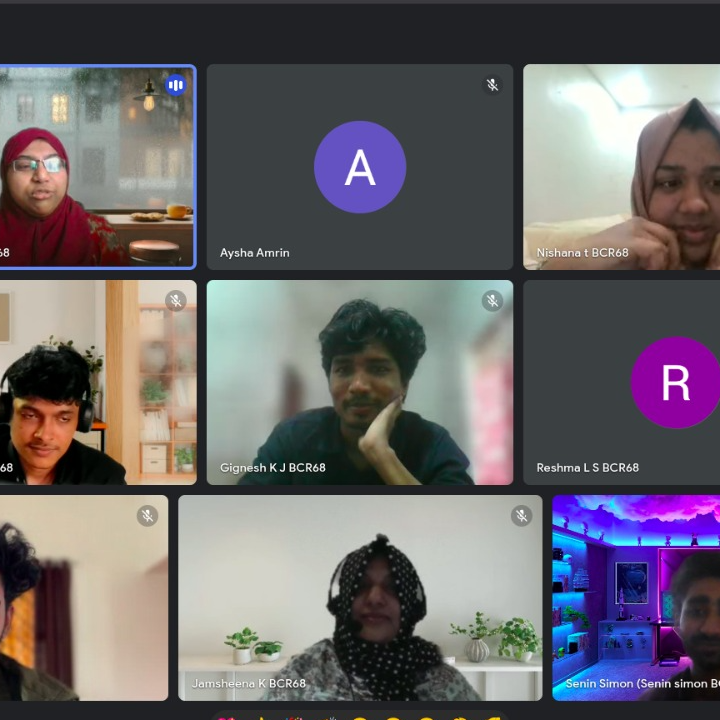 A
68
Aysha Amrin
Nishana t BCR68
R
68
Gignesh K J BCR68
Reshma L S BCR68
Jamsheena K BCR68
Senin Simon (Senin simon B